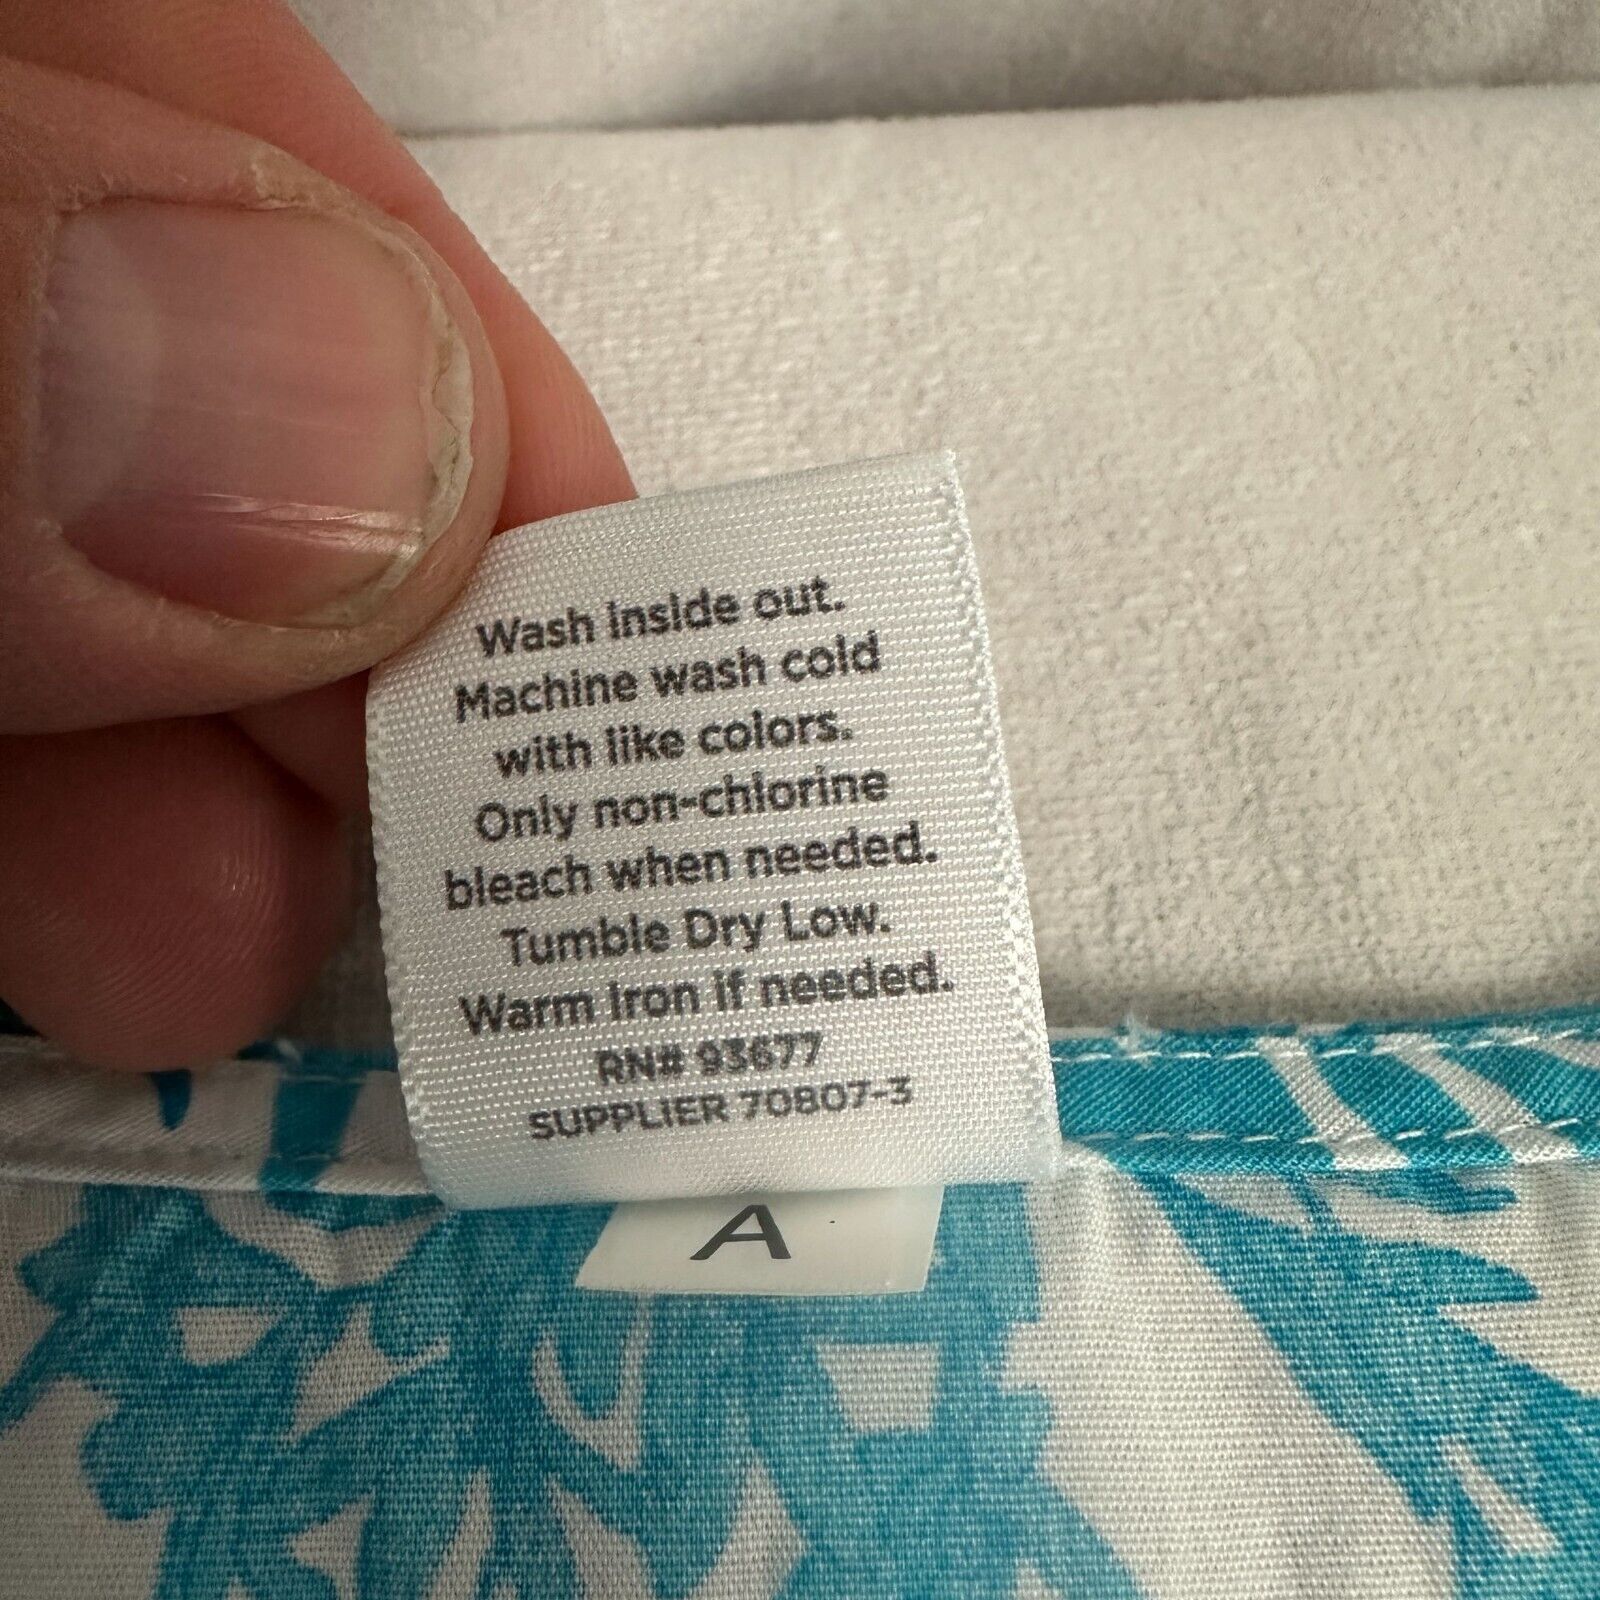 Wash inside out.
Machine wash cold
with like colors.
Only non-chlorine
bleach when needed.
Tumble Dry Low.
Warm Iron If needed.
RN# 93677
SUPPLIER 70807-3
A